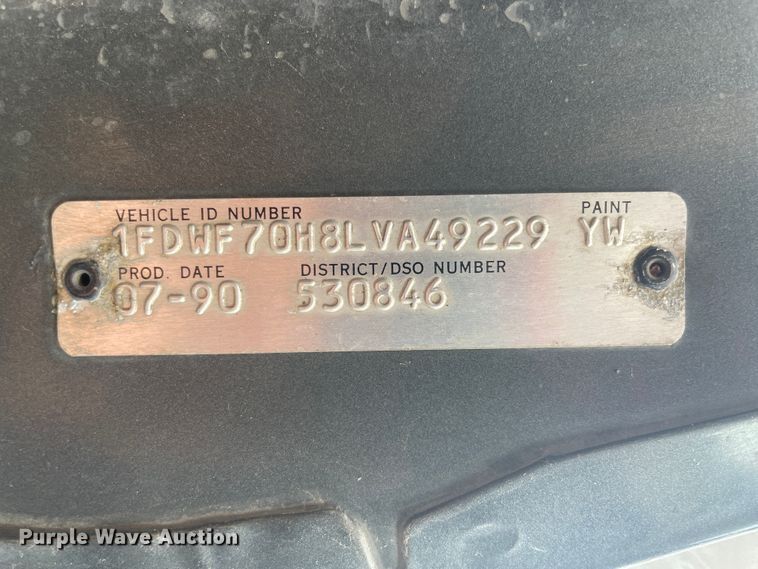 VEHICLE ID NUMBER PAINT
1FDWF70H8LVA49229 YW
PROD. DATE DISTRICT/DSO NUMBER
07-90 530846
Purple Wave Auction